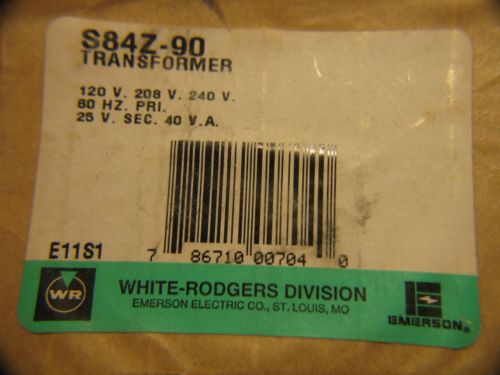 S84Z-90
TRANSFORMER
120 V. 208 V. 240 V.
60 HZ. PRI.
25 V. SEC. 40 V.A.
E11S1
7 86710 00704 0
WR
WHITE-RODGERS DIVISION
EMERSON ELECTRIC CO., ST. LOUIS, MO
EMERSON®